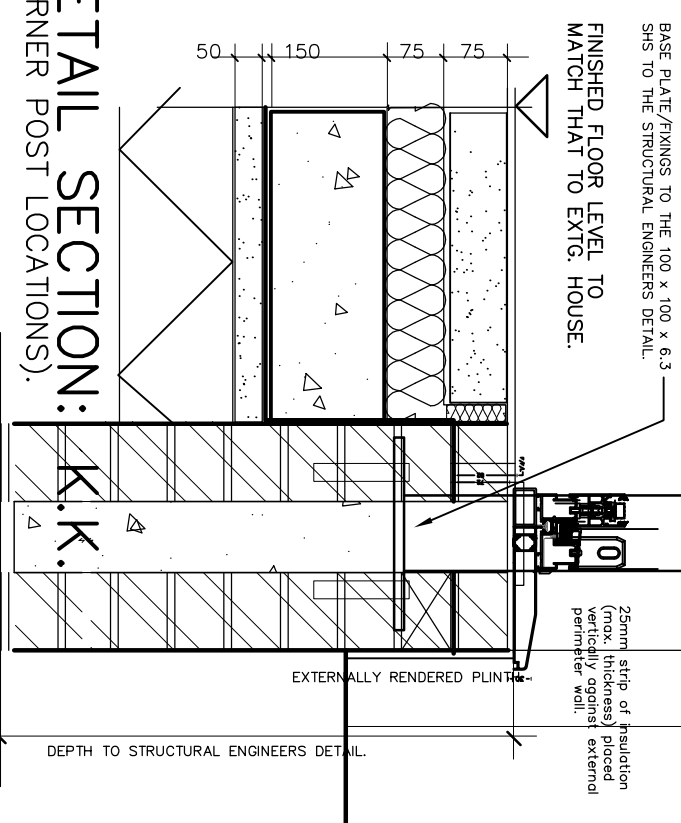 BASE PLATE/FIXINGS TO THE 100 x 100 x 6.3
SHS TO THE STRUCTURAL ENGINEERS DETAIL.
FINISHED FLOOR LEVEL TO
MATCH THAT TO EXTG. HOUSE.
50
150
75
75
25mm strip of insulation
(max. thickness) placed
vertically against external
perimeter wall.
EXTERNALLY RENDERED PLINTH
DEPTH TO STRUCTURAL ENGINEERS DETAIL.
ETAIL SECTION: K.K.
RNER POST LOCATIONS).